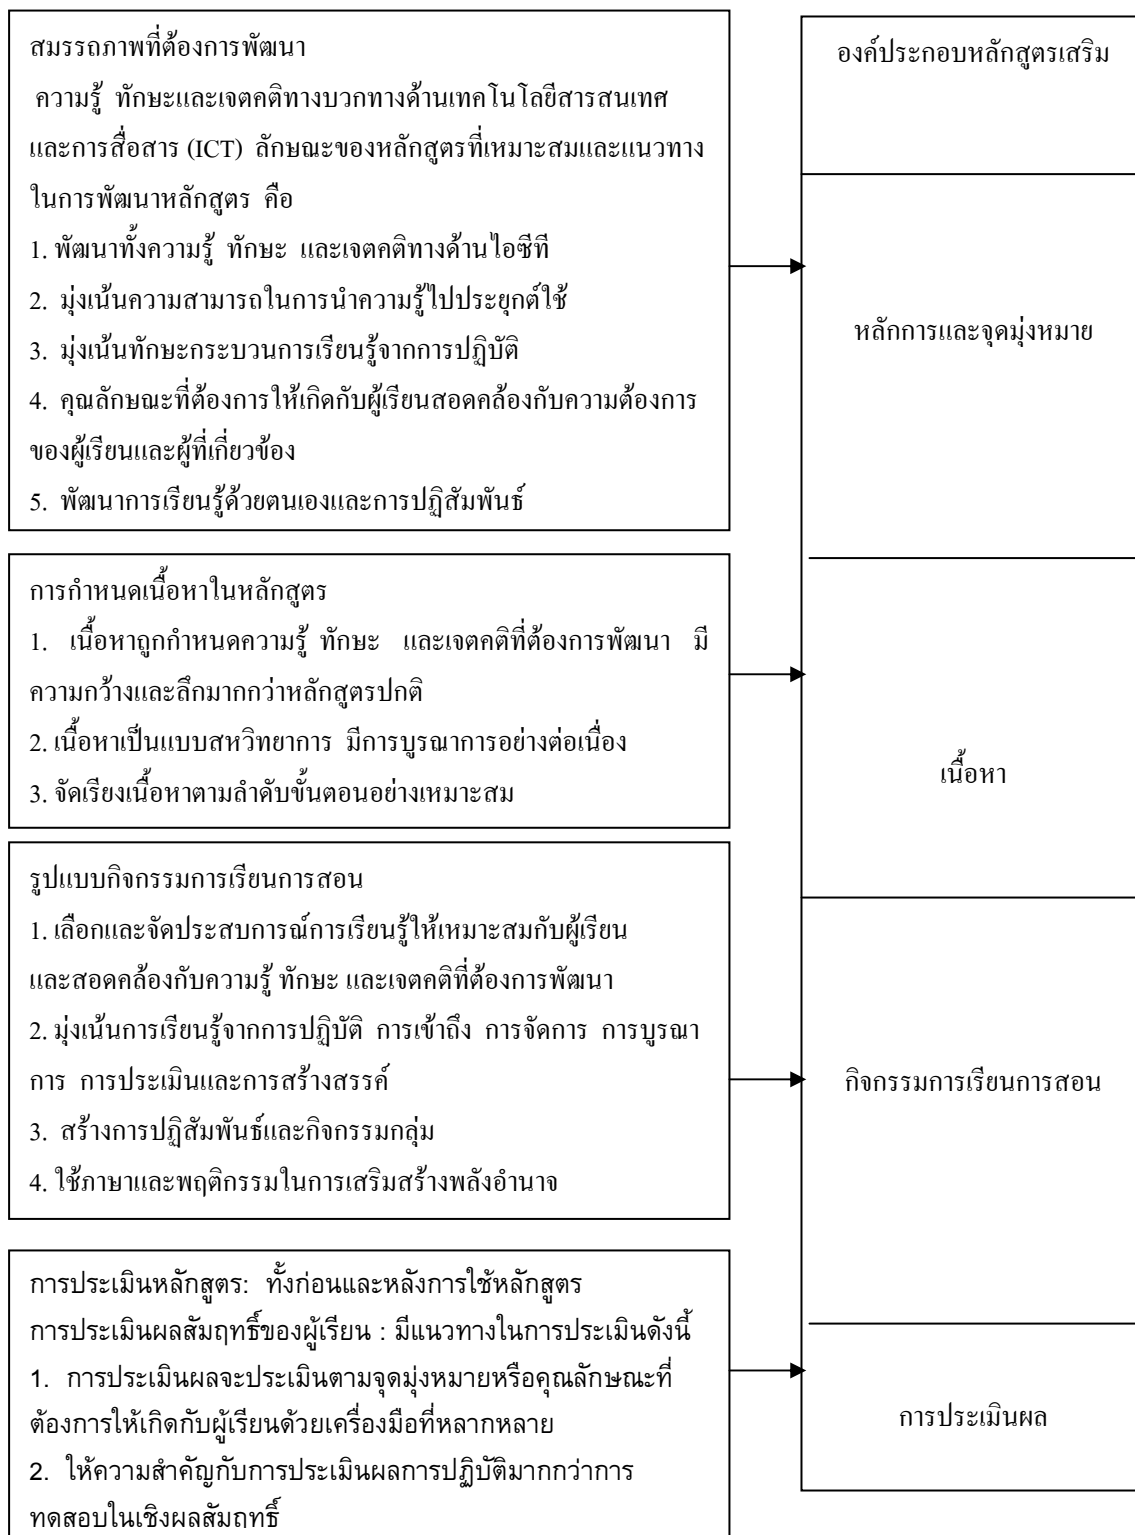 สมรรถภาพที่ต้องการพัฒนา
ความรู้ ทักษะและเจตคติทางบวกทางด้านเทคโนโลยีสารสนเทศ
และการสื่อสาร (ICT) ลักษณะของหลักสูตรที่เหมาะสมและแนวทาง
ในการพัฒนาหลักสูตร คือ
1. พัฒนาทั้งความรู้ ทักษะ และเจตคติทางด้านไอซีที
2. มุ่งเน้นความสามารถในการนำความรู้ไปประยุกต์ใช้
3. มุ่งเน้นทักษะกระบวนการเรียนรู้จากการปฏิบัติ
4. คุณลักษณะที่ต้องการให้เกิดกับผู้เรียนสอดคล้องกับความต้องการ
ของผู้เรียนและผู้ที่เกี่ยวข้อง
5. พัฒนาการเรียนรู้ด้วยตนเองและการปฏิสัมพันธ์
องค์ประกอบหลักสูตรเสริม
หลักการและจุดมุ่งหมาย
การกำหนดเนื้อหาในหลักสูตร
1. เนื้อหาถูกกำหนดความรู้ ทักษะ และเจตคติที่ต้องการพัฒนา มี
ความกว้างและลึกมากกว่าหลักสูตรปกติ
2. เนื้อหาเป็นแบบสหวิทยาการ มีการบูรณาการอย่างต่อเนื่อง
3. จัดเรียงเนื้อหาตามลำดับขั้นตอนอย่างเหมาะสม
เนื้อหา
รูปแบบกิจกรรมการเรียนการสอน
1. เลือกและจัดประสบการณ์การเรียนรู้ให้เหมาะสมกับผู้เรียน
และสอดคล้องกับความรู้ ทักษะ และเจตคติที่ต้องการพัฒนา
2. มุ่งเน้นการเรียนรู้จากการปฏิบัติ การเข้าถึง การจัดการ การบูรณา
การ การประเมินและการสร้างสรรค์
3. สร้างการปฏิสัมพันธ์และกิจกรรมกลุ่ม
4. ใช้ภาษาและพฤติกรรมในการเสริมสร้างพลังอำนาจ
กิจกรรมการเรียนการสอน
การประเมินหลักสูตร: ทั้งก่อนและหลังการใช้หลักสูตร
การประเมินผลสัมฤทธิ์ของผู้เรียน : มีแนวทางในการประเมินดังนี้
1. การประเมินผลจะประเมินตามจุดมุ่งหมายหรือคุณลักษณะที่
ต้องการให้เกิดกับผู้เรียนด้วยเครื่องมือที่หลากหลาย
2. ให้ความสำคัญกับการประเมินผลการปฏิบัติมากกว่าการ
ทดสอบในเชิงผลสัมฤทธิ์
การประเมินผล